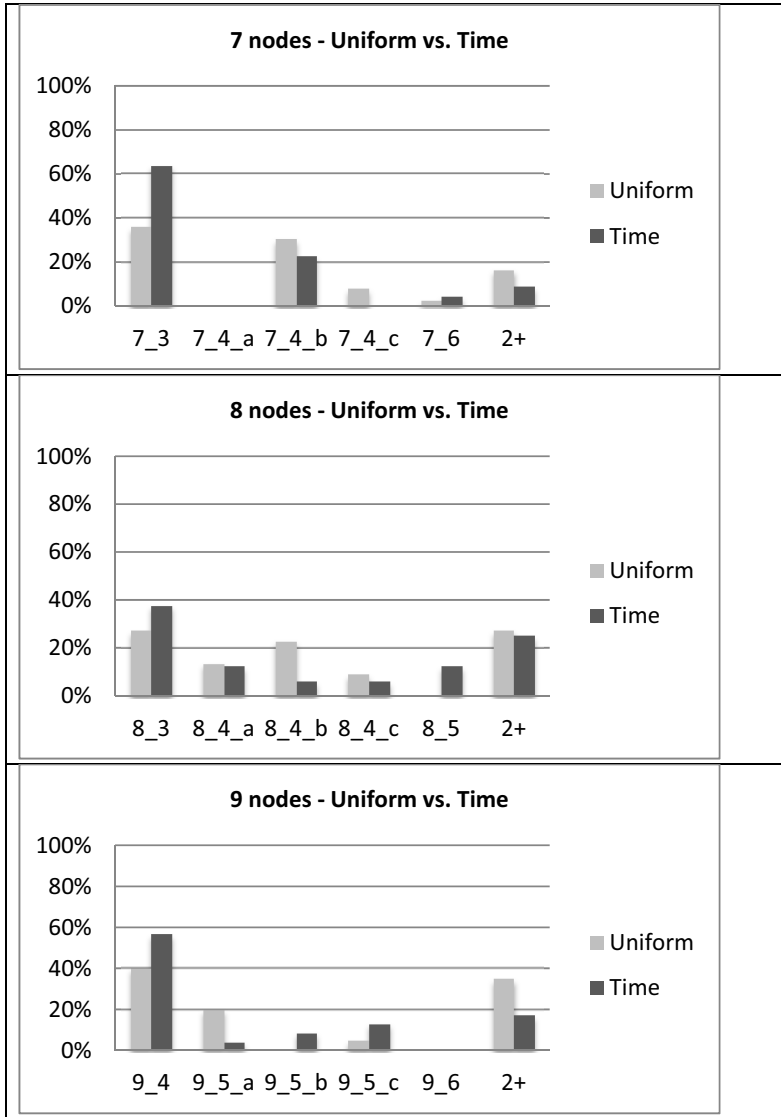 7 nodes - Uniform vs. Time
100%
80%
60%
40%
20%
0%
7_3 7_4_a 7_4_b 7_4_c 7_6 2+
Uniform
Time
8 nodes - Uniform vs. Time
100%
80%
60%
40%
20%
0%
8_3 8_4_a 8_4_b 8_4_c 8_5 2+
Uniform
Time
9 nodes - Uniform vs. Time
100%
80%
60%
40%
20%
0%
9_4 9_5_a 9_5_b 9_5_c 9_6 2+
Uniform
Time